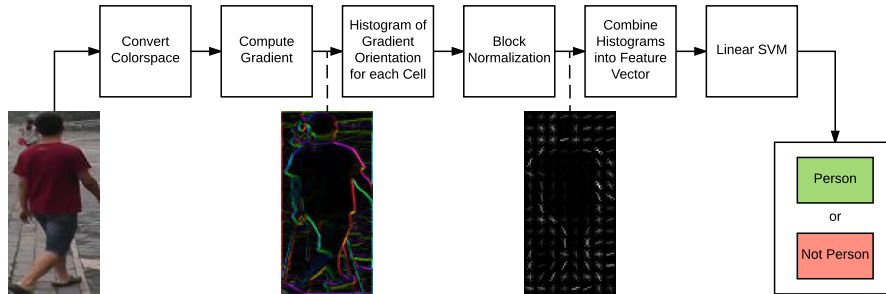 Convert
Colorspace
Compute
Gradient
Histogram of
Gradient
Orientation
for each Cell
Block
Normalization
Combine
Histograms
into Feature
Vector
Linear SVM
Person
or
Not Person